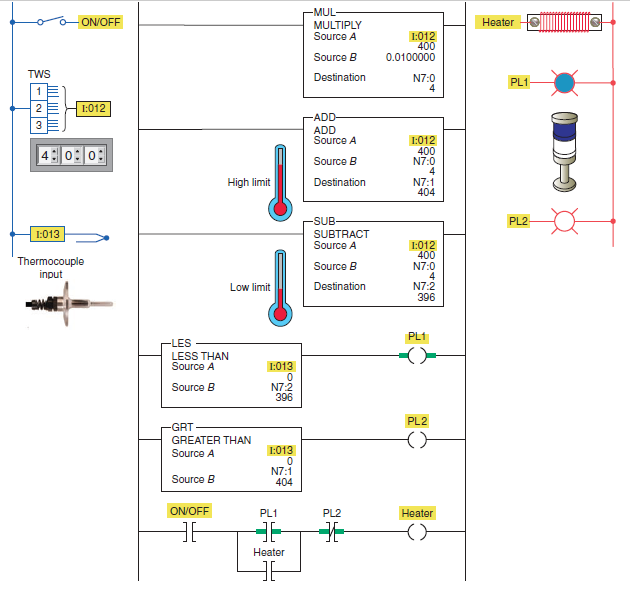 ON/OFF
TWS
1
2
3
I:012
4 0 0
I:013
Thermocouple
input
MUL
MULTIPLY
Source A I:012
400
Source B 0.0100000
Destination N7:0
4
ADD
ADD
Source A I:012
400
Source B N7:0
4
Destination N7:1
404
High limit
SUB
SUBTRACT
Source A I:012
400
Source B N7:0
4
Destination N7:2
396
Low limit
LES
LESS THAN
Source A I:013
0
Source B N7:2
396
PL1
GRT
GREATER THAN
Source A I:013
0
N7:1
Source B 404
PL2
ON/OFF PL1 PL2 Heater
Heater
Heater
PL1
PL2